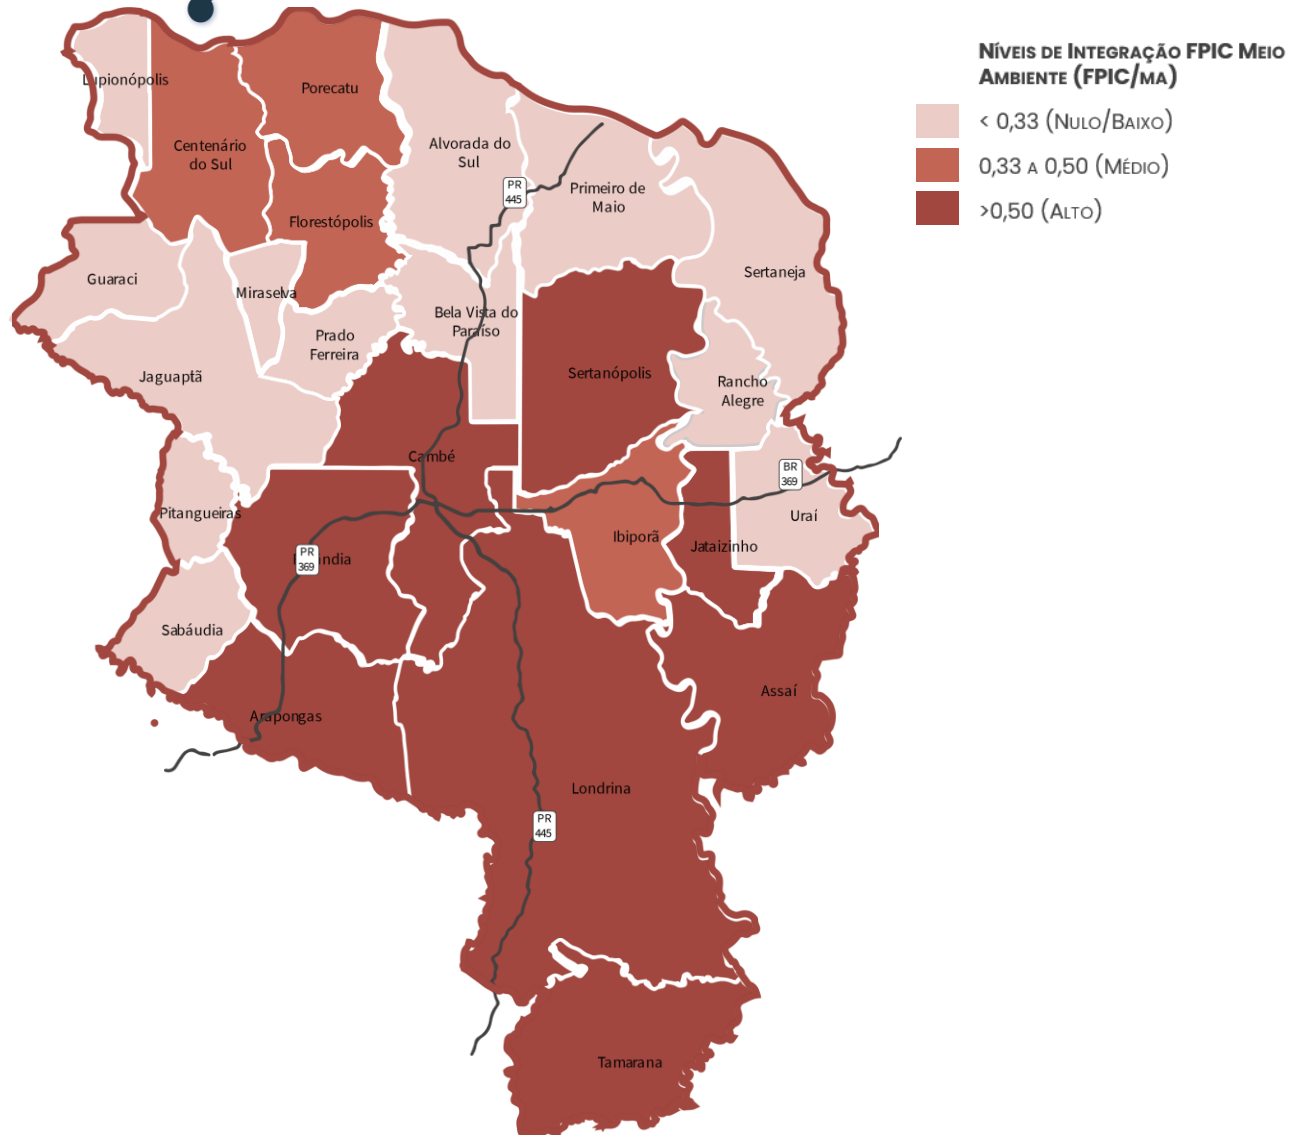 NÍVEIS DE INTEGRAÇÃO FPIC MEIO
AMBIENTE (FPIC/MA)
< 0,33 (NULO/BAIXO)
0,33 A 0,50 (MÉDIO)
>0,50 (ALTO)
Lupionópolis
Porecatu
Centenário
do Sul
Alvorada do
Sul
PR
445
Primeiro de
Maio
Florestópolis
Guaraci
Miraselva
Sertaneja
Bela Vista do
Paraíso
Prado
Ferreira
Jaguaptã
Sertanópolis
Rancho
Alegre
Cambé
BR
369
Pitangueiras
Uraí
Ibiporã
Jataizinho
PR
369
Sabáudia
Assaí
Arapongas
Londrina
PR
445
Tamarana